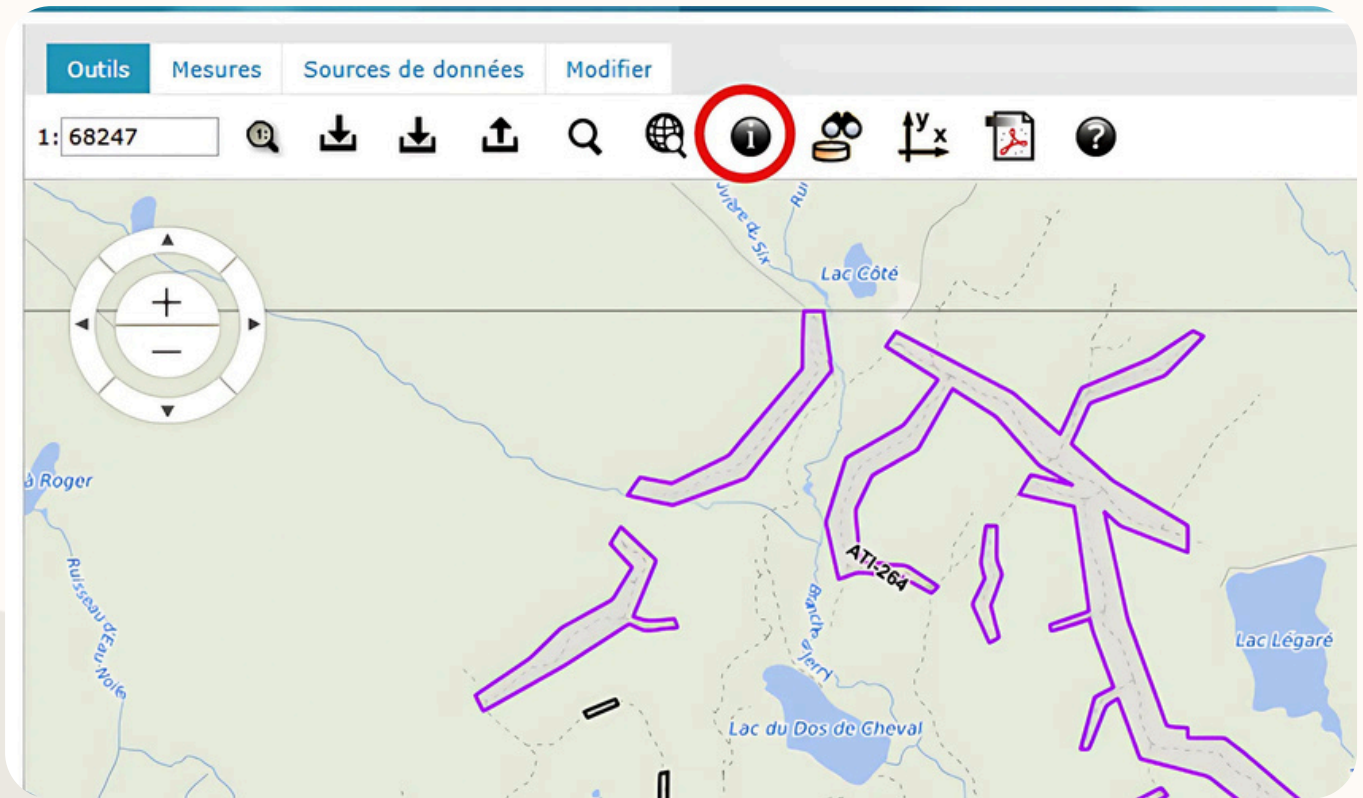 Outils Mesures Sources de données Modifier
1: 68247
1:
i
y
x
?
Lac Côté
à Roger
ATI-264
Ruisseau d'Eau Noire
Branche à Jerry
Lac Légaré
Lac du Dos de Cheval